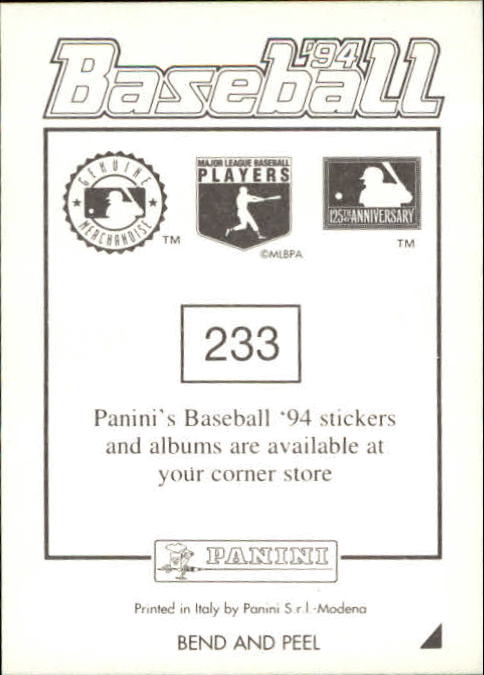 '94
Baseball
GENUINE
MERCHANDISE
TM
MAJOR LEAGUE BASEBALL
PLAYERS
©MLBPA
125TH ANNIVERSARY
TM
233
Panini's Baseball '94 stickers
and albums are available at
your corner store
PANINI
Printed in Italy by Panini S.r.l.-Modena
BEND AND PEEL